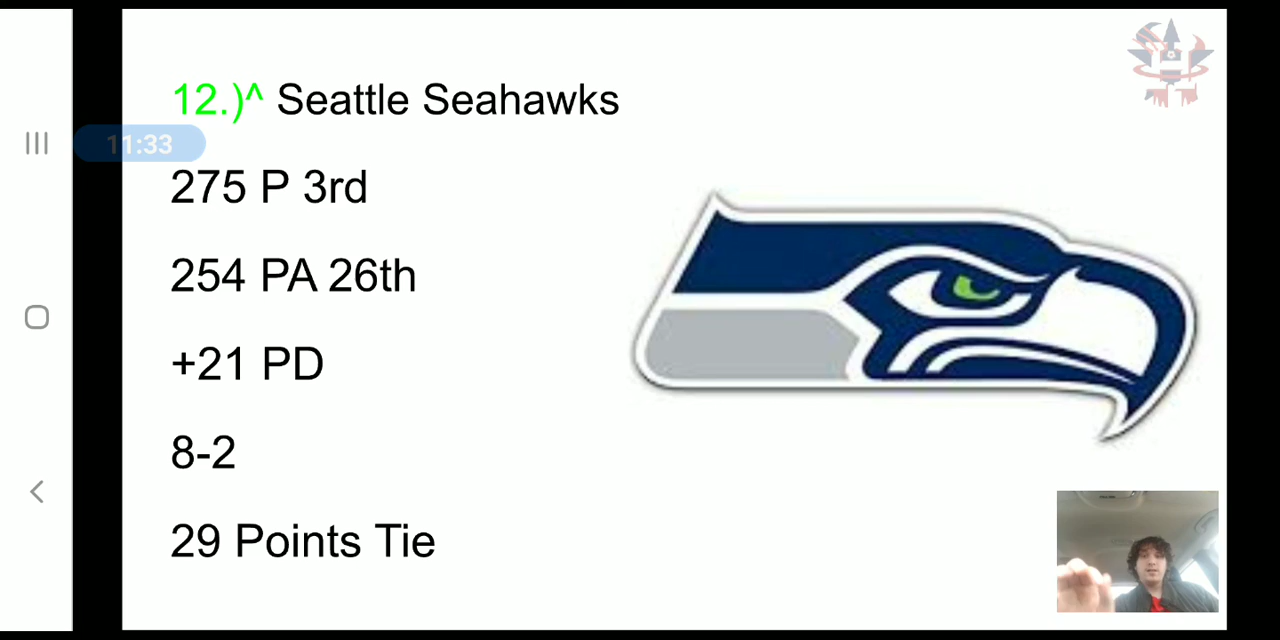 12.)^ Seattle Seahawks
11:33
275 P 3rd
254 PA 26th
+21 PD
8-2
29 Points Tie